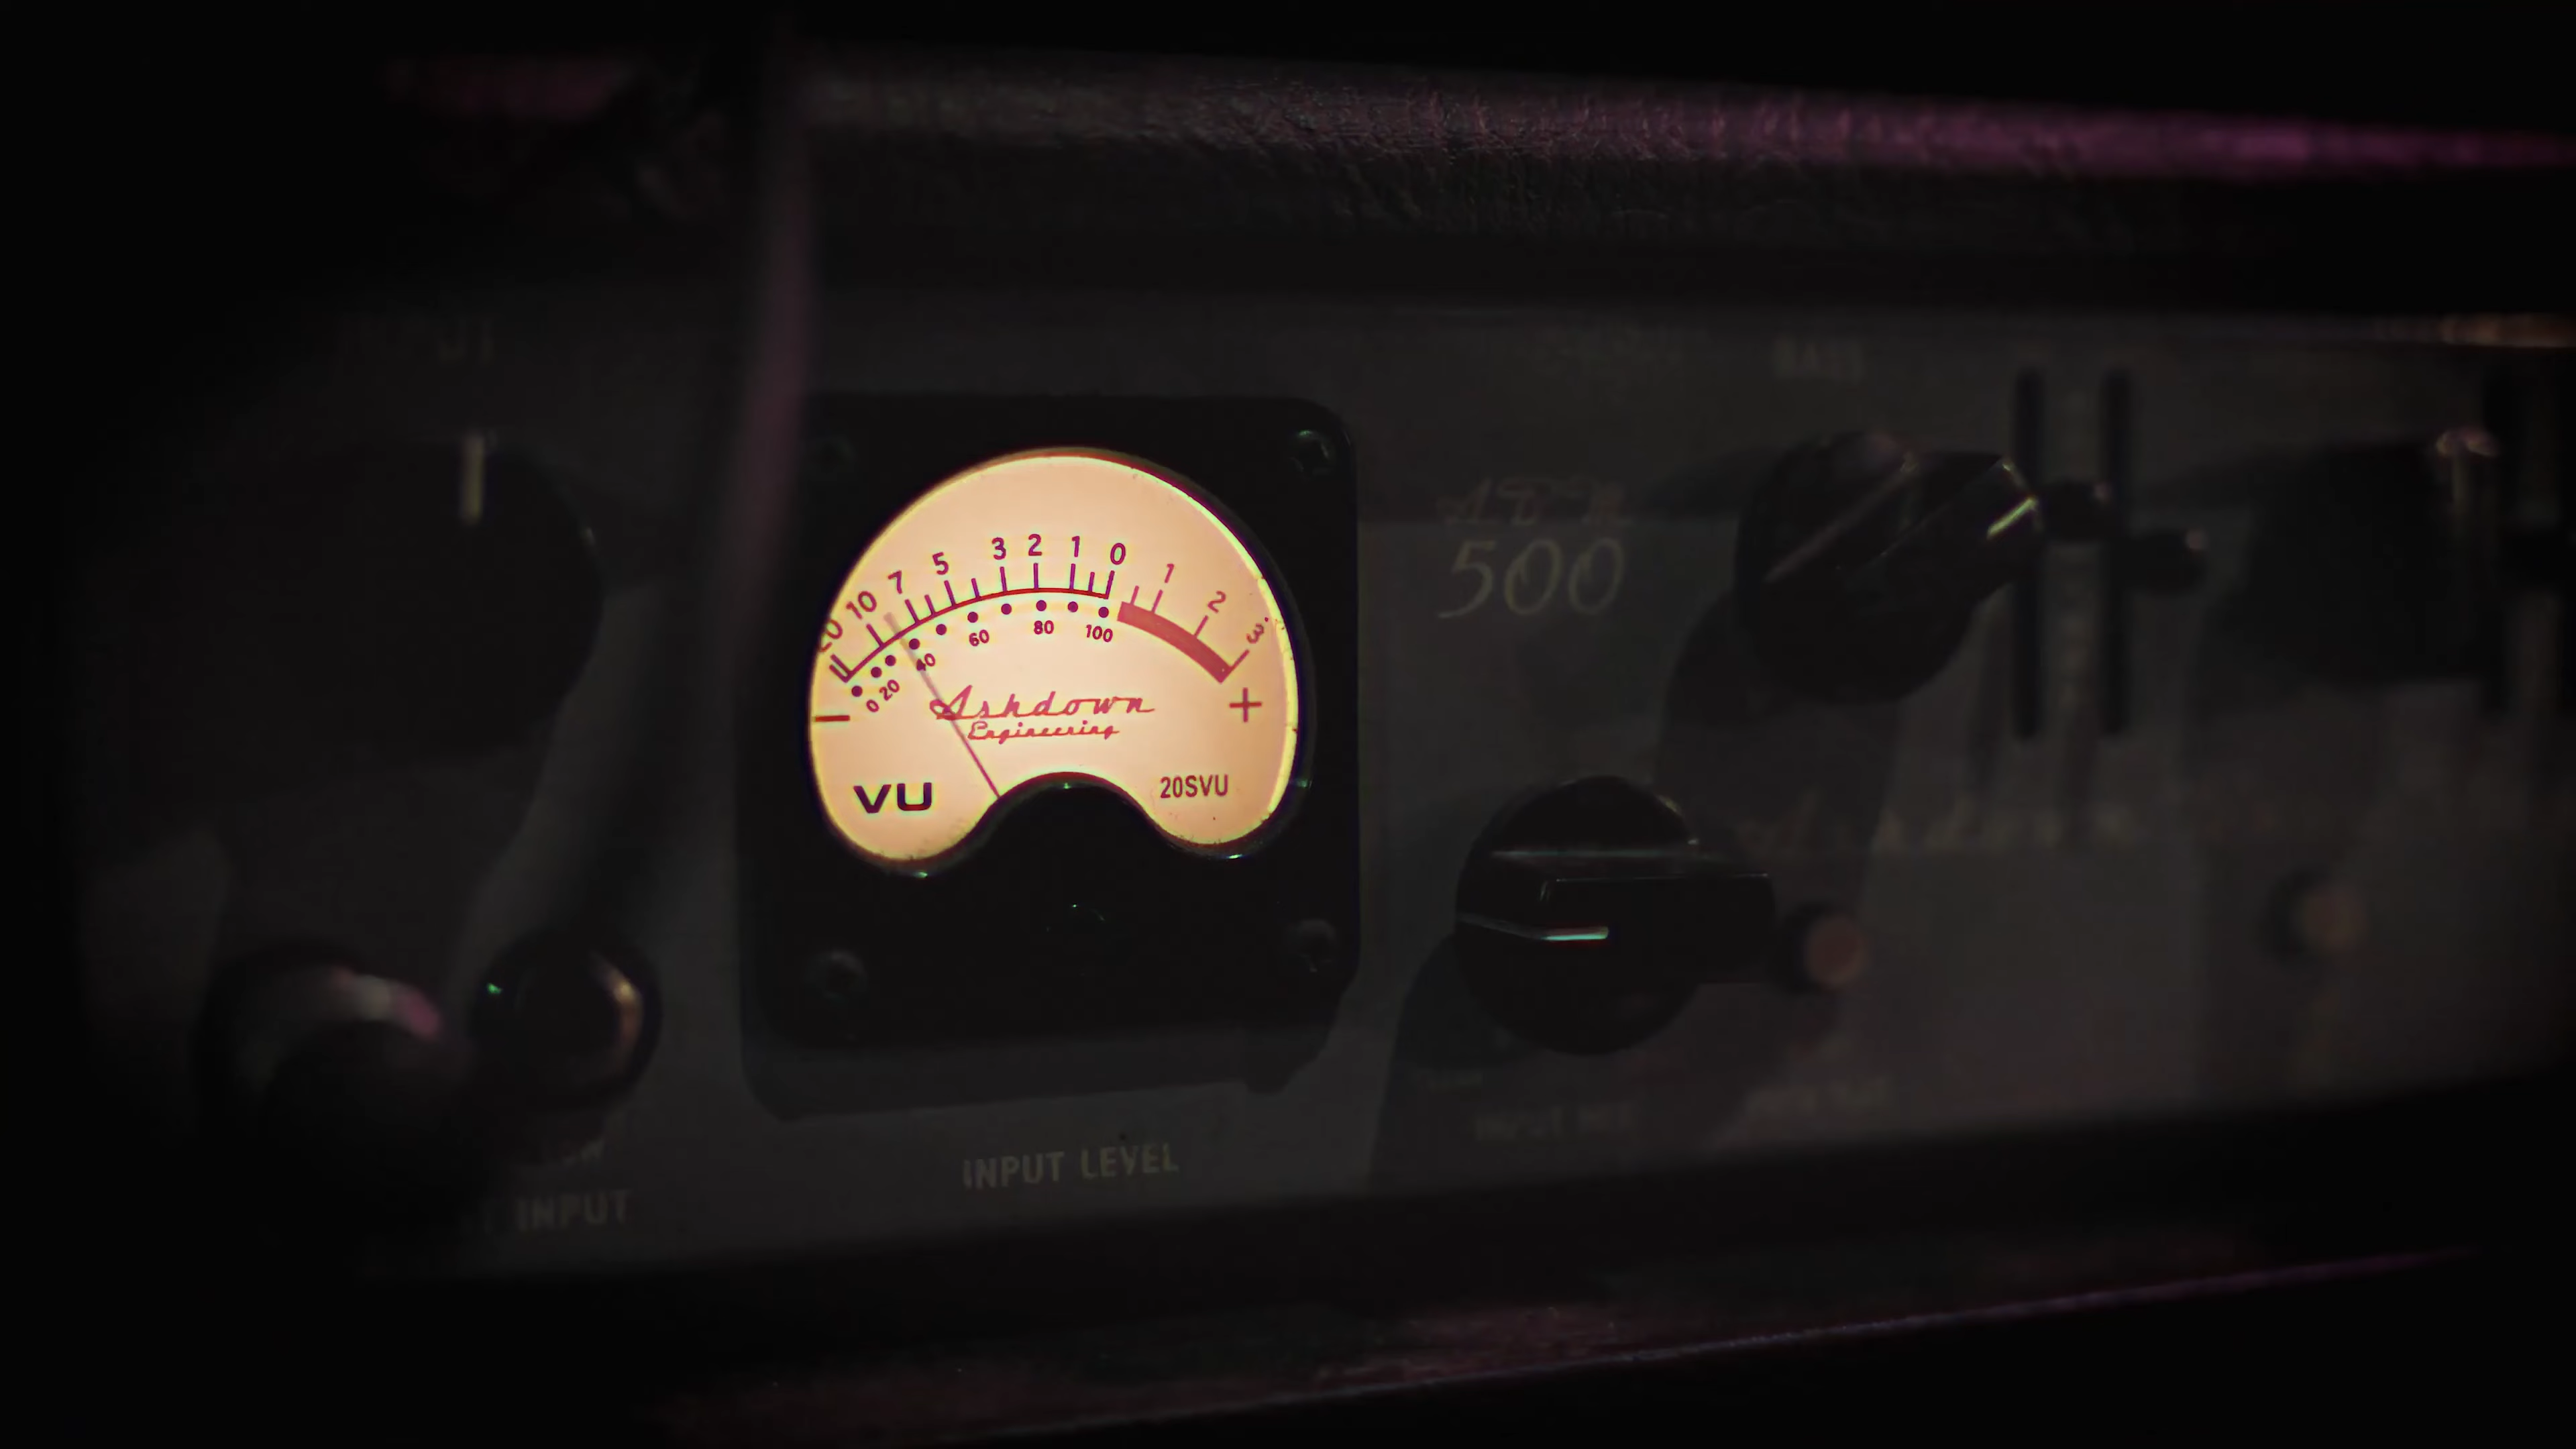 20 10 7 5 3 2 1 0 1 2 3
0 20 40 60 80 100
− +
Ashdown
Engineering
VU
20SVU
ABM
500
INPUT LEVEL
INPUT